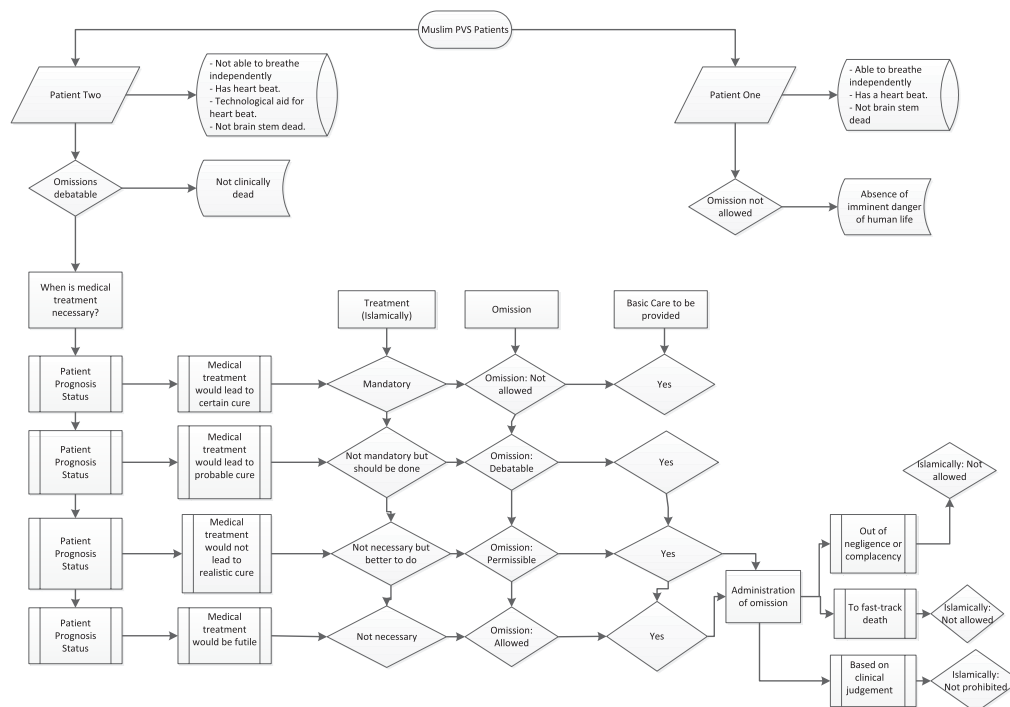 Muslim PVS Patients
Patient Two
- Not able to breathe
independently
- Has heart beat.
- Technological aid for
heart beat.
- Not brain stem dead.
Patient One
- Able to breathe
independently
- Has a heart beat.
- Not brain stem
dead
Omissions
debatable
Not clinically
dead
Omission not
allowed
Absence of
imminent danger
of human life
When is medical
treatment
necessary?
Treatment
(Islamically)
Omission
Basic Care to be
provided
Patient
Prognosis
Status
Medical
treatment
would lead to
certain cure
Mandatory
Omission: Not
allowed
Yes
Patient
Prognosis
Status
Medical
treatment
would lead to
probable cure
Not mandatory but
should be done
Omission:
Debatable
Yes
Islamically: Not
allowed
Patient
Prognosis
Status
Medical
treatment
would not
lead to
realistic cure
Not necessary but
better to do
Omission:
Permissible
Yes
Out of
negligence or
complacency
Administration
of omission
To fast-track
death
Islamically:
Not allowed
Patient
Prognosis
Status
Medical
treatment
would be futile
Not necessary
Omission:
Allowed
Yes
Based on
clinical
judgement
Islamically:
Not prohibited